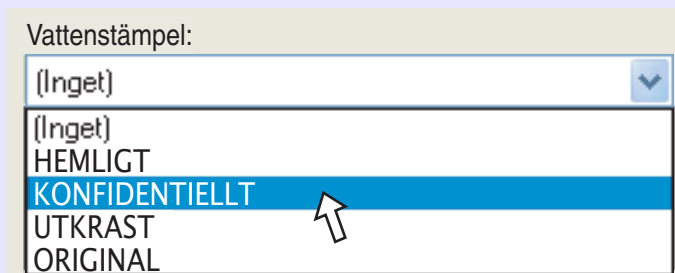 Vattenstämpel:
(Inget)
(Inget)
HEMLIGT
KONFIDENTIELLT
UTKRAST
ORIGINAL